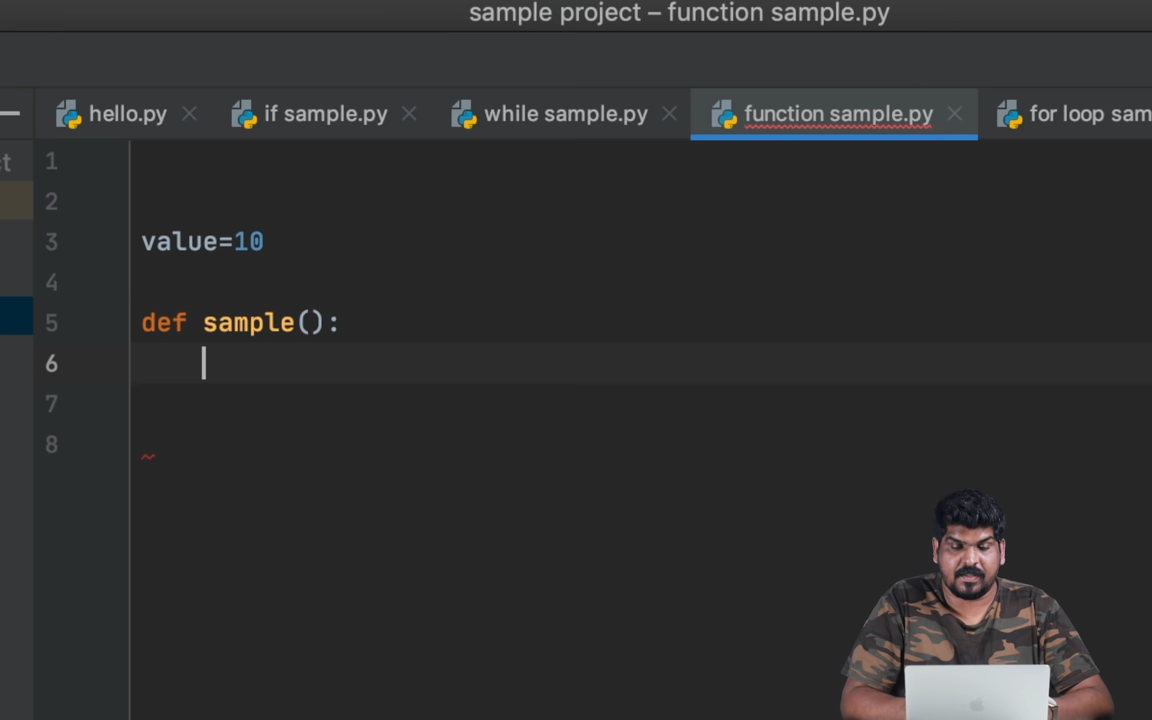 sample project – function sample.py
hello.py if sample.py while sample.py function sample.py for loop sam
ct
1
2
3 value=10
4
5 def sample():
6
7
8